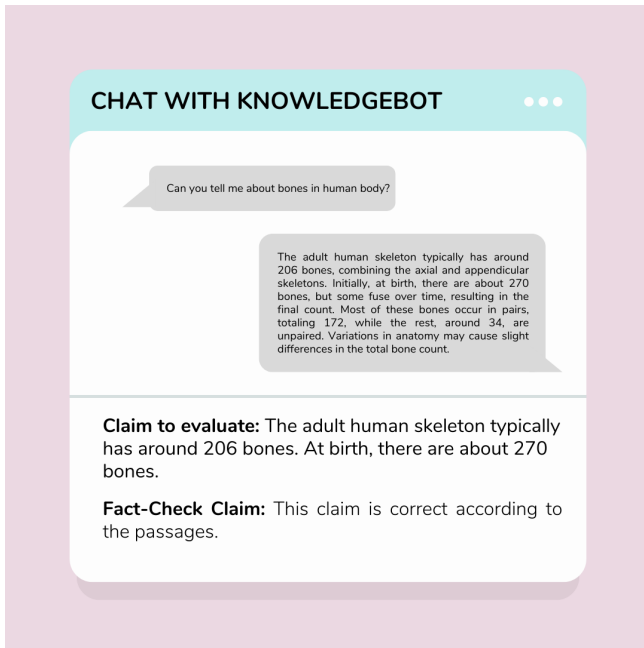 CHAT WITH KNOWLEDGEBOT
Can you tell me about bones in human body?
The adult human skeleton typically has around
206 bones, combining the axial and appendicular
skeletons. Initially, at birth, there are about 270
bones, but some fuse over time, resulting in the
final count. Most of these bones occur in pairs,
totaling 172, while the rest, around 34, are
unpaired. Variations in anatomy may cause slight
differences in the total bone count.
Claim to evaluate: The adult human skeleton typically
has around 206 bones. At birth, there are about 270
bones.
Fact-Check Claim: This claim is correct according to
the passages.